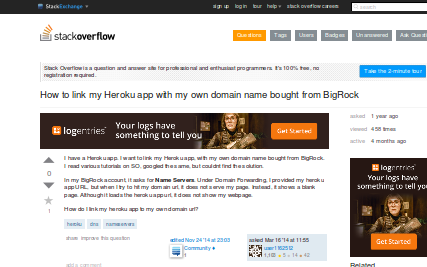 StackExchange
sign up log in tour help stack overflow careers
search
stackoverflow
Questions Tags Users Badges Unanswered Ask Question
Stack Overflow is a question and answer site for professional and enthusiast programmers. It's 100% free, no
registration required.
Take the 2-minute tour
How to link my Heroku app with my own domain name bought from BigRock
logentries Your logs have
something to tell you
Get Started
asked 1 year ago
viewed 458 times
active 4 months ago
I have a Heroku app. I want to link my Heroku app, with my own domain name bought from BigRock.
I read various tutorials on SO, googled the same, but couldnt find the solution.
0
In my BigRock account, it asks for Name Servers. Under Domain Forwarding, I provided my heroku
app URL, but when I try to hit my domain url, it does not serve my page. Instead, it shows a blank
page. Although it loads the heroku app url, it does not show my webpage.
1
How do I link my heroku app to my own domain url?
heroku dns nameservers
share improve this question
edited Nov 24 '14 at 23:03
Community ♦
asked Mar 16 '14 at 11:55
5 14 42
add a comment
logentries
Your logs have
something to tell you
Get Started
Related